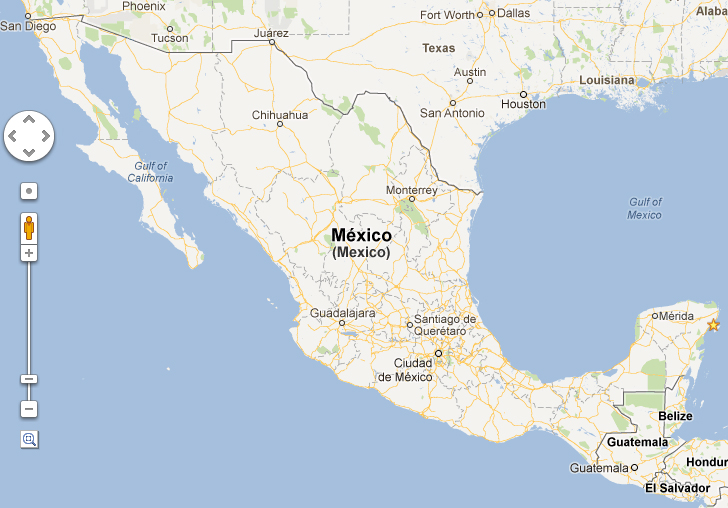 Phoenix
San Diego
Tucson
Juárez
Fort Worth
Dallas
Alaba
Texas
Austin
Louisiana
San Antonio
Houston
Chihuahua
Gulf of
California
Monterrey
Gulf of
Mexico
México
(Mexico)
Guadalajara
Santiago de
Querétaro
Mérida
Ciudad
de México
Belize
Guatemala
Guatemala
Hondur
El Salvador